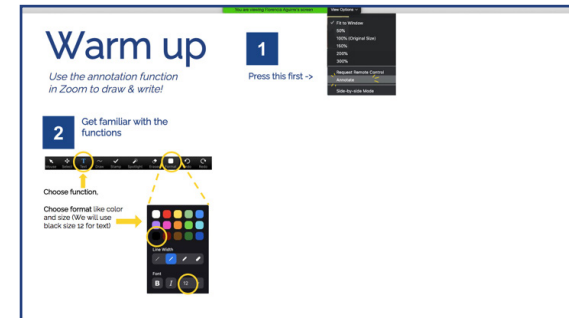 You are viewing Francisco Aguirre's screen
View Options
Warm up
Use the annotation function
in Zoom to draw & write!
1
Press this first ->
✓ Fit to Window
50%
100% (Original Size)
150%
200%
300%
Request Remote Control
Annotate
Side-by-side Mode
2
Get familiar with the
functions
Mouse Select Text Draw Stamp Spotlight Eraser Format Undo Redo
Choose function.
Choose format like color
and size (We will use
black size 12 for text)
Line Width
Font
B I 12